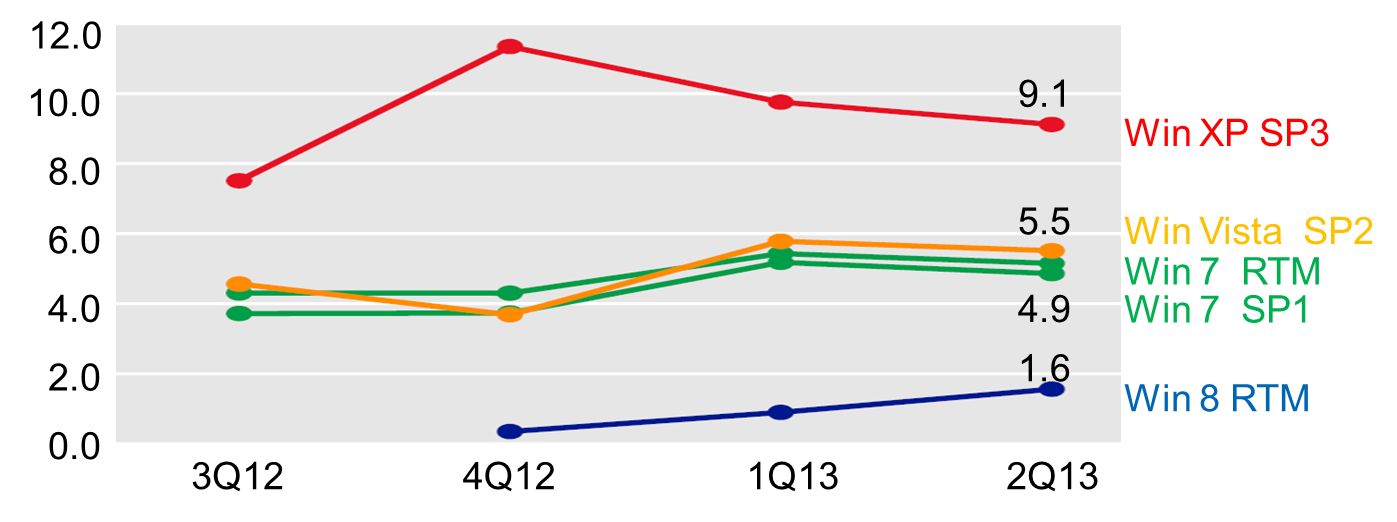 12.0
10.0
8.0
6.0
4.0
2.0
0.0
9.1
5.5
4.9
1.6
Win XP SP3
Win Vista SP2
Win 7 RTM
Win 7 SP1
Win 8 RTM
3Q12 4Q12 1Q13 2Q13